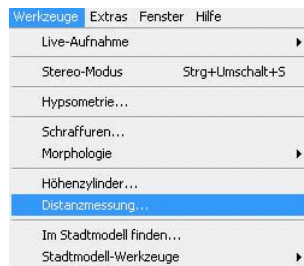 Werkzeuge Extras Fenster Hilfe
Live-Aufnahme
Stereo-Modus Strg+Umschalt+S
Hypsometrie...
Schraffuren...
Morphologie
Höhenzylinder...
Distanzmessung...
Im Stadtmodell finden...
Stadtmodell-Werkzeuge